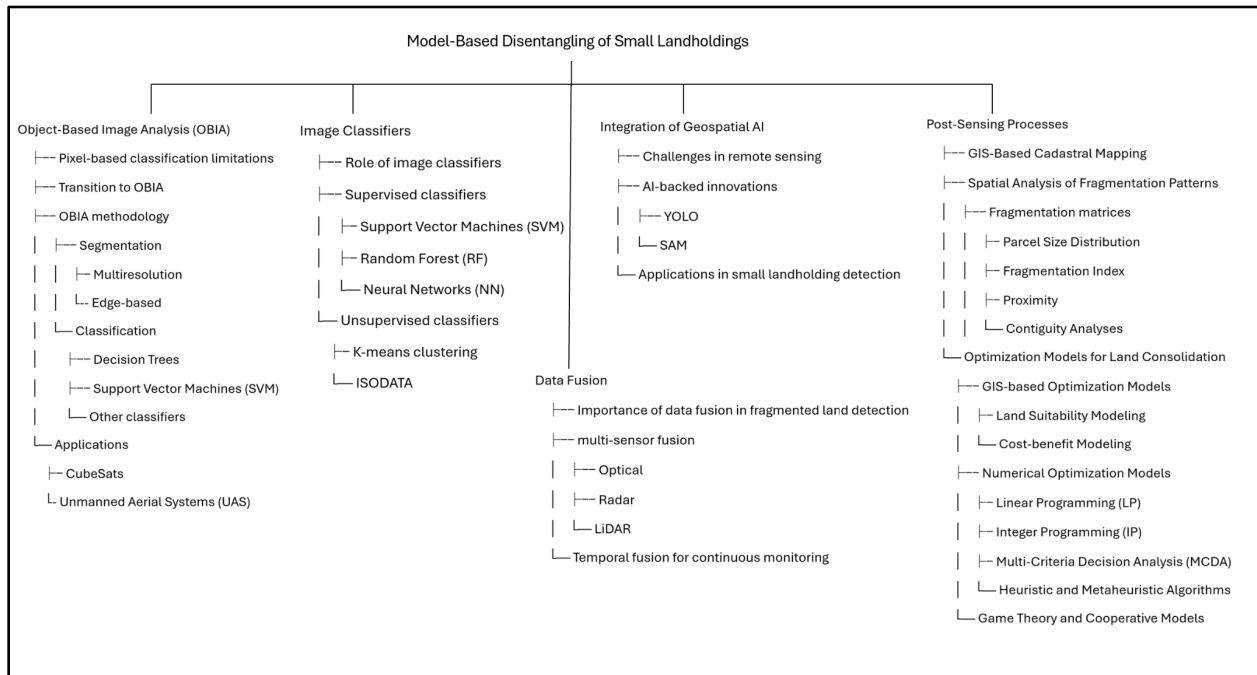 Model-Based Disentangling of Small Landholdings
Object-Based Image Analysis (OBIA)
Pixel-based classification limitations
Transition to OBIA
OBIA methodology
Segmentation
Multiresolution
Edge-based
Classification
Decision Trees
Support Vector Machines (SVM)
Other classifiers
Applications
CubeSats
Unmanned Aerial Systems (UAS)
Image Classifiers
Role of image classifiers
Supervised classifiers
Support Vector Machines (SVM)
Random Forest (RF)
Neural Networks (NN)
Unsupervised classifiers
K-means clustering
ISODATA
Data Fusion
Importance of data fusion in fragmented land detection
multi-sensor fusion
Optical
Radar
LiDAR
Temporal fusion for continuous monitoring
Integration of Geospatial AI
Challenges in remote sensing
AI-backed innovations
YOLO
SAM
Applications in small landholding detection
Post-Sensing Processes
GIS-Based Cadastral Mapping
Spatial Analysis of Fragmentation Patterns
Fragmentation matrices
Parcel Size Distribution
Fragmentation Index
Proximity
Contiguity Analyses
Optimization Models for Land Consolidation
GIS-based Optimization Models
Land Suitability Modeling
Cost-benefit Modeling
Numerical Optimization Models
Linear Programming (LP)
Integer Programming (IP)
Multi-Criteria Decision Analysis (MCDA)
Heuristic and Metaheuristic Algorithms
Game Theory and Cooperative Models